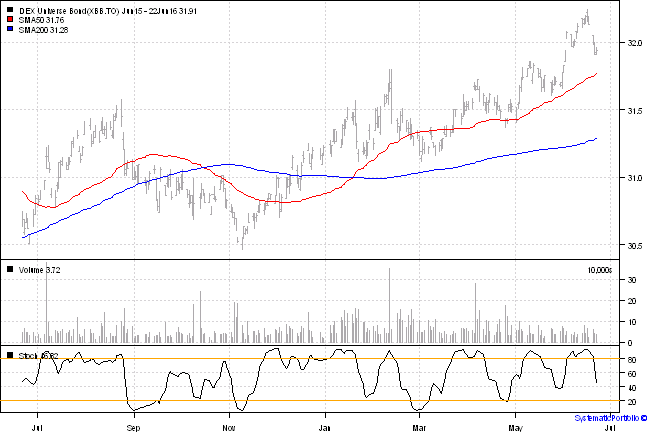 DEX Universe Bond(XBB.TO) Jun15 - 22Jun16 31.91
SMA50 31.76
SMA200 31.28
32.0
31.5
31.0
30.5
Volume 3.72
10,000s
30
20
10
0
80
60
40
20
Jul Sep Nov Jan Mar May Jul
SystematicPortfolio ©